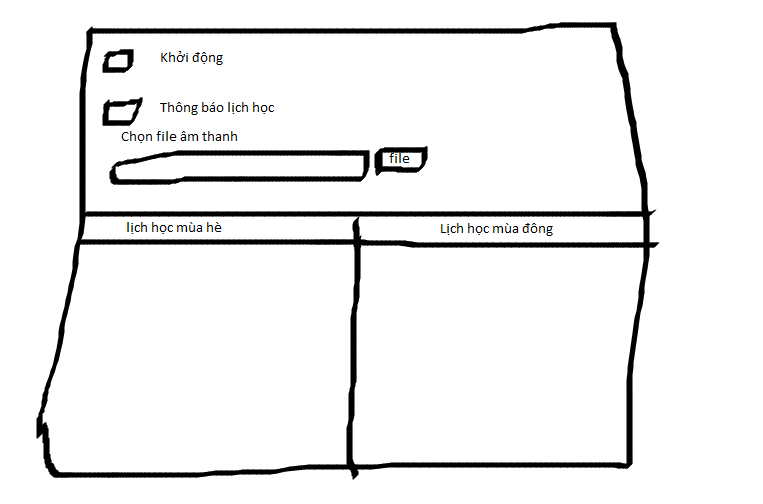 Khởi động
Thông báo lịch học
Chọn file âm thanh
file
lịch học mùa hè
Lịch học mùa đông